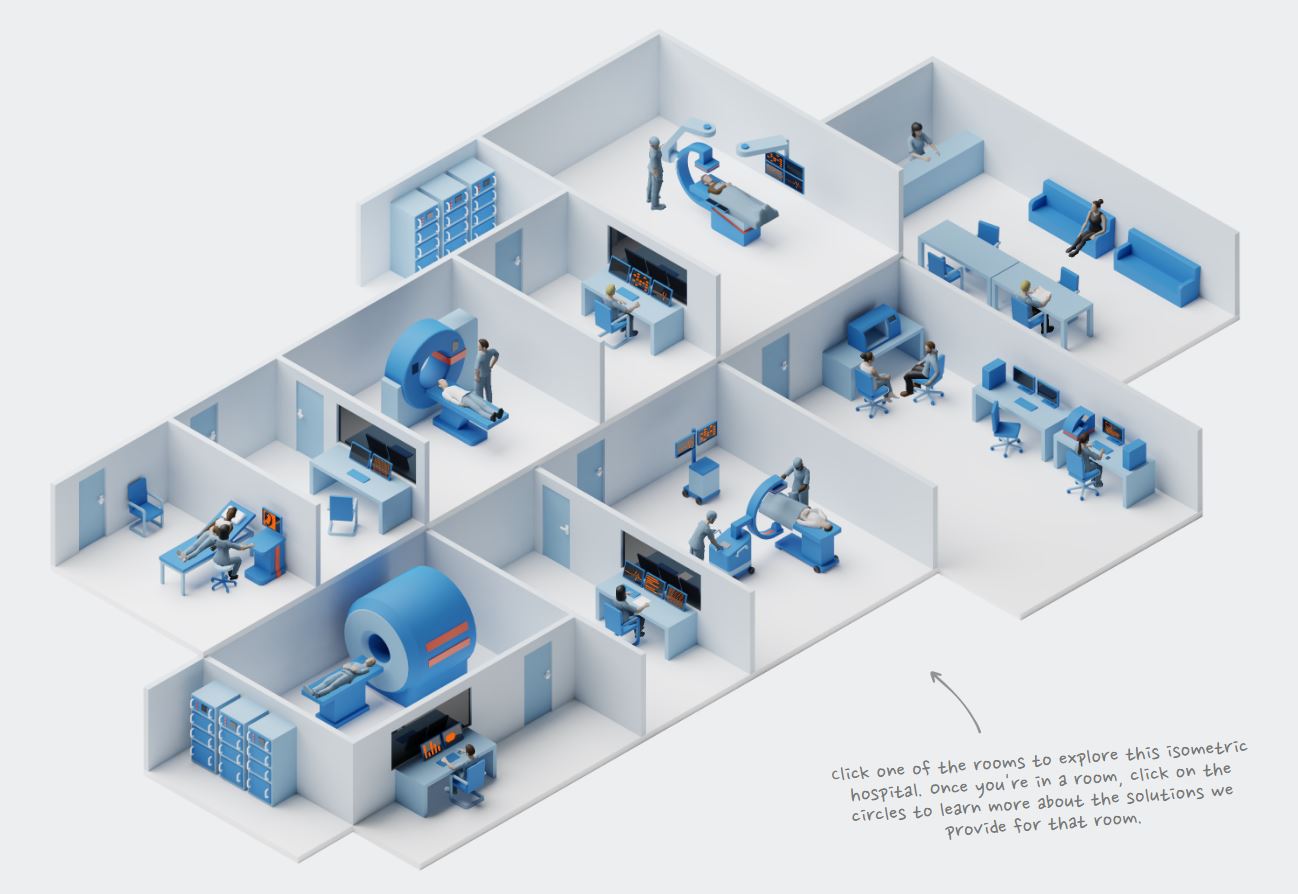 click one of the rooms to explore this isometric
hospital. Once you're in a room, click on the
circles to learn more about the solutions we
provide for that room.